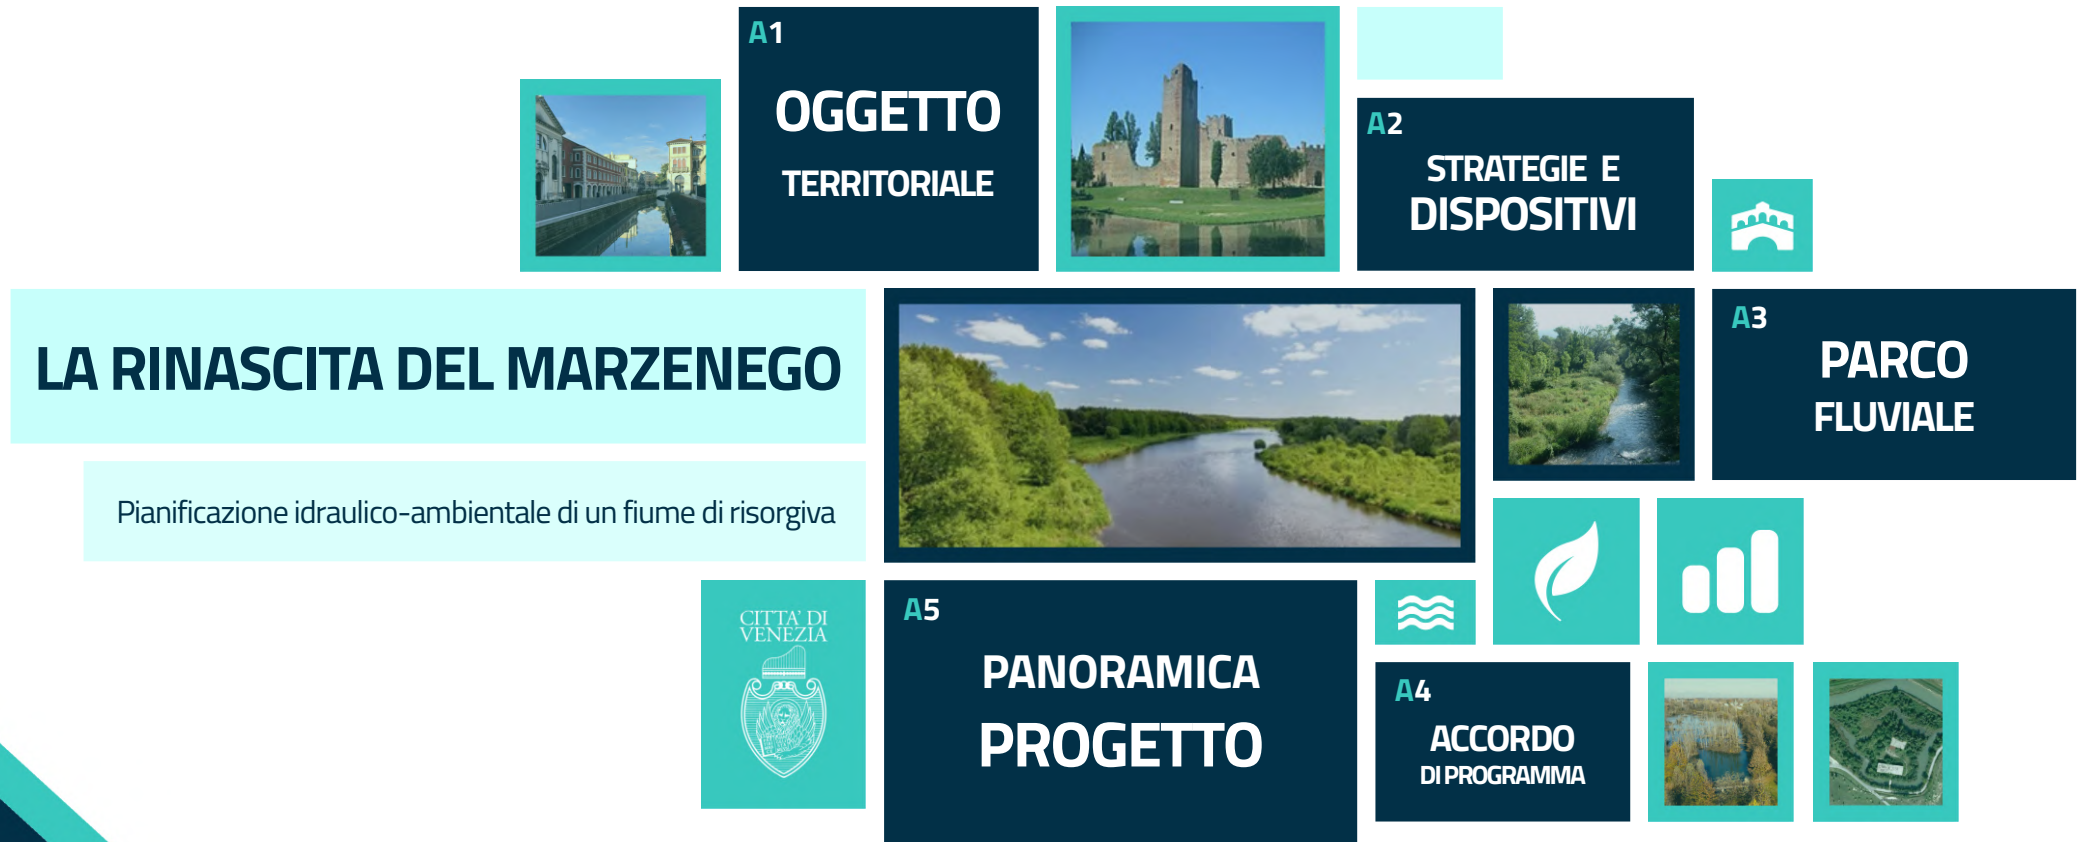 A1
OGGETTO
TERRITORIALE
A2
STRATEGIE E
DISPOSITIVI
LA RINASCITA DEL MARZENEGO
A3
PARCO
FLUVIALE
Pianificazione idraulico-ambientale di un fiume di risorgiva
CITTA' DI
VENEZIA
A5
PANORAMICA
PROGETTO
A4
ACCORDO
DI PROGRAMMA